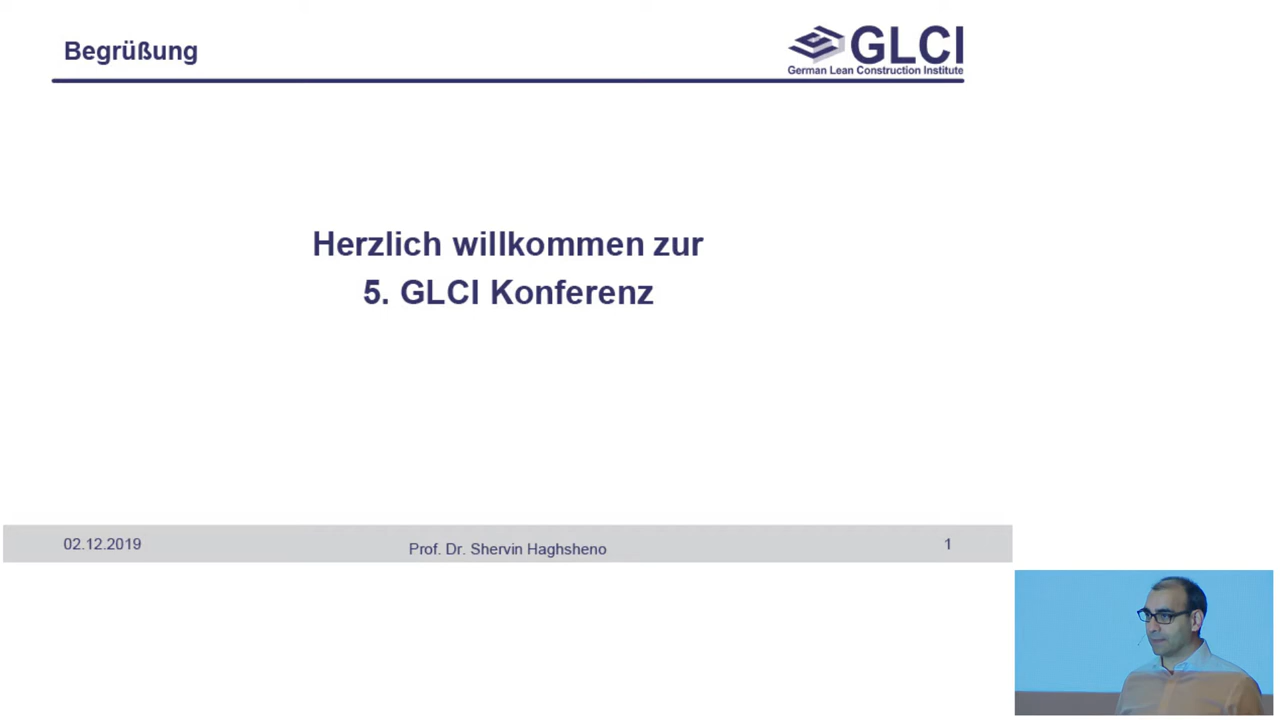 Begrüßung
GLCI
German Lean Construction Institute
Herzlich willkommen zur
5. GLCI Konferenz
02.12.2019
Prof. Dr. Shervin Haghsheno
1